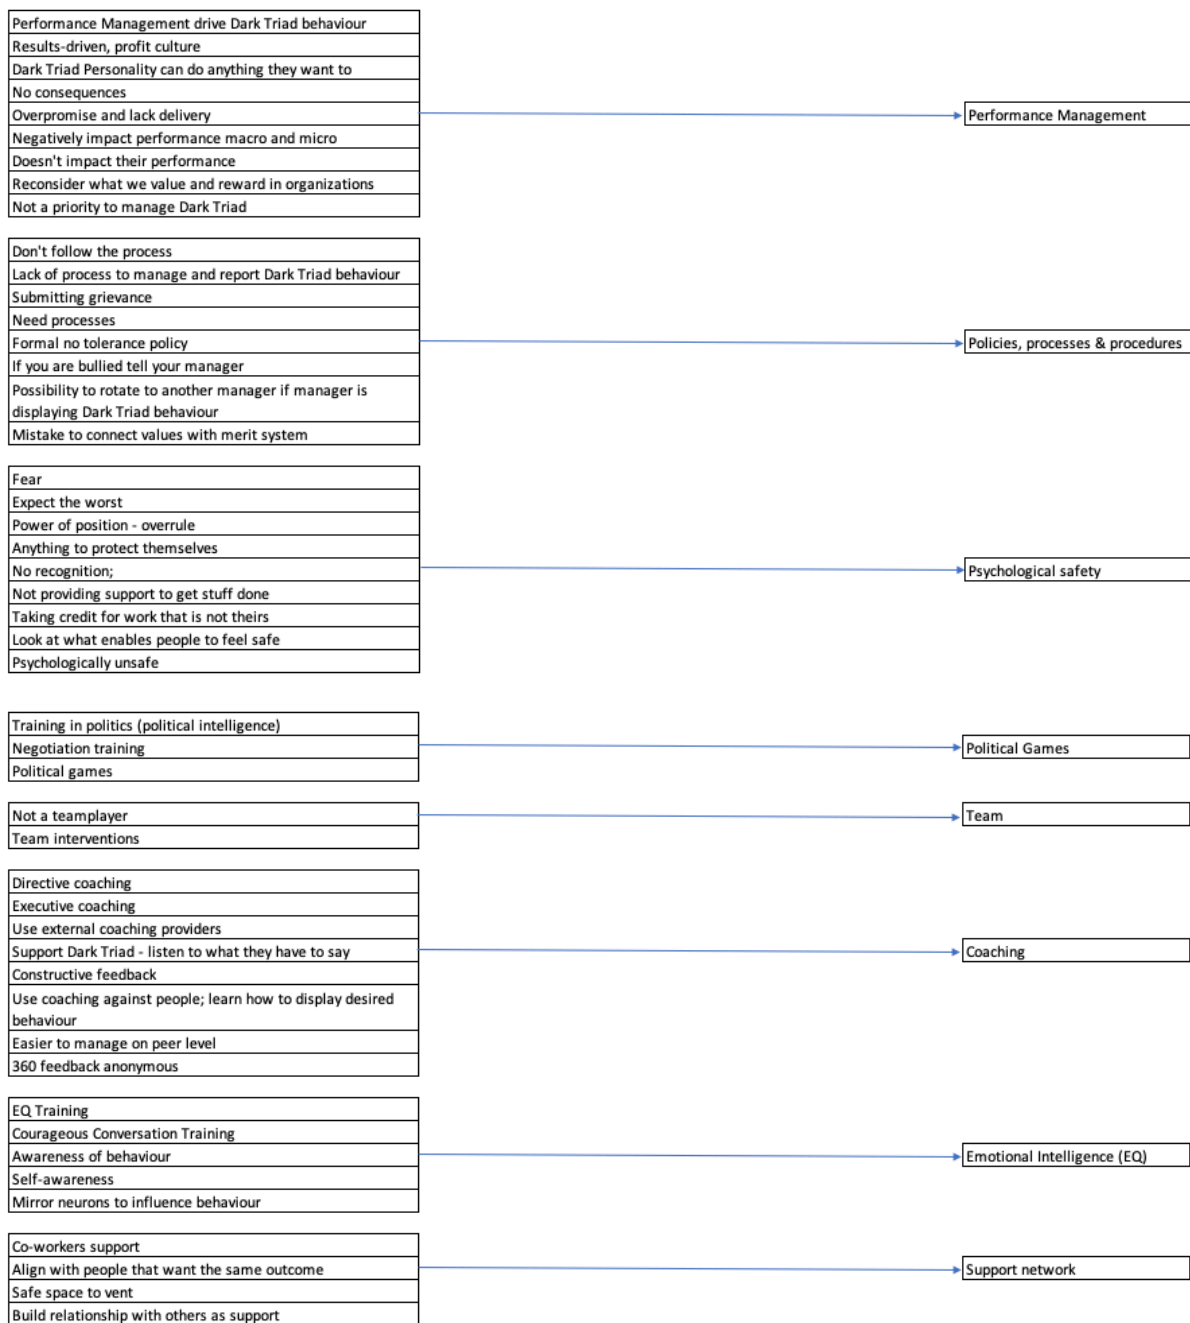 Performance Management drive Dark Triad behaviour
Results-driven, profit culture
Dark Triad Personality can do anything they want to
No consequences
Overpromise and lack delivery
Negatively impact performance macro and micro
Doesn't impact their performance
Reconsider what we value and reward in organizations
Not a priority to manage Dark Triad
Performance Management
Don't follow the process
Lack of process to manage and report Dark Triad behaviour
Submitting grievance
Need processes
Formal no tolerance policy
If you are bullied tell your manager
Possibility to rotate to another manager if manager is
displaying Dark Triad behaviour
Mistake to connect values with merit system
Policies, processes & procedures
Fear
Expect the worst
Power of position - overrule
Anything to protect themselves
No recognition;
Not providing support to get stuff done
Taking credit for work that is not theirs
Look at what enables people to feel safe
Psychologically unsafe
Psychological safety
Training in politics (political intelligence)
Negotiation training
Political games
Political Games
Not a teamplayer
Team interventions
Team
Directive coaching
Executive coaching
Use external coaching providers
Support Dark Triad - listen to what they have to say
Constructive feedback
Use coaching against people; learn how to display desired
behaviour
Easier to manage on peer level
360 feedback anonymous
Coaching
EQ Training
Courageous Conversation Training
Awareness of behaviour
Self-awareness
Mirror neurons to influence behaviour
Emotional Intelligence (EQ)
Co-workers support
Align with people that want the same outcome
Safe space to vent
Build relationship with others as support
Support network